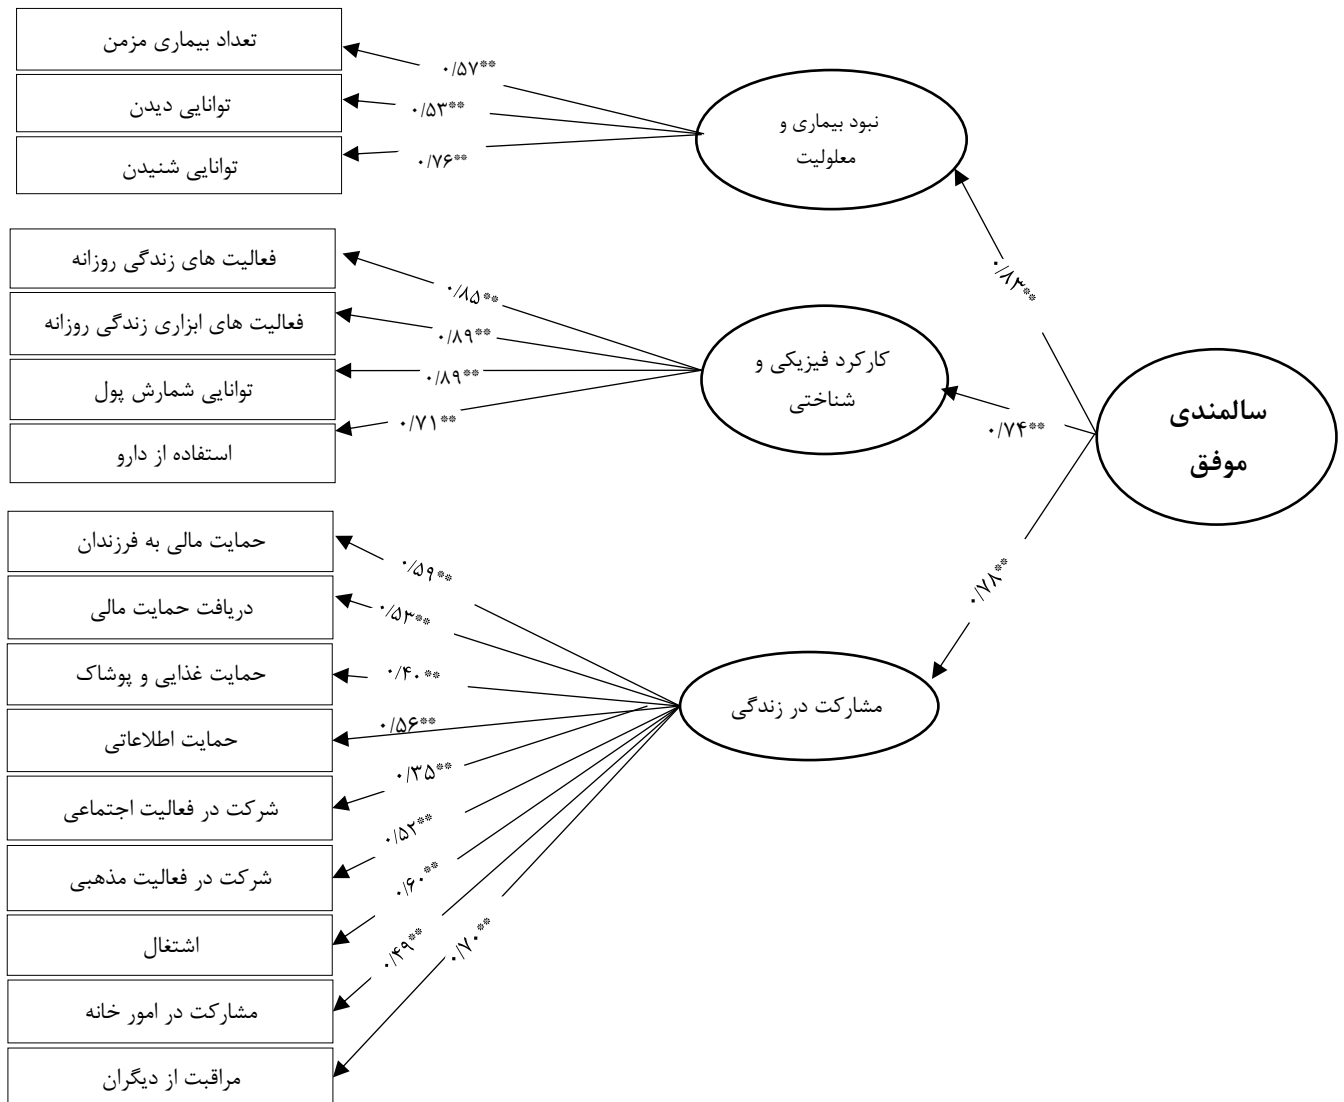 تعداد بیماری مزمن
۰/۵۷**
توانایی دیدن
۰/۵۳**
توانایی شنیدن
۰/۷۶**
نبود بیماری و
معلولیت
۰/۸۳**
فعالیت های زندگی روزانه
۰/۸۵**
فعالیت های ابزاری زندگی روزانه
۰/۸۹**
توانایی شمارش پول
۰/۸۹**
استفاده از دارو
۰/۷۱**
کارکرد فیزیکی و
شناختی
۰/۷۴**
سالمندی
موفق
حمایت مالی به فرزندان
۰/۵۹**
دریافت حمایت مالی
۰/۵۳**
حمایت غذایی و پوشاک
۰/۴۰**
حمایت اطلاعاتی
۰/۵۶**
شرکت در فعالیت اجتماعی
۰/۳۵**
شرکت در فعالیت مذهبی
۰/۵۲**
اشتغال
۰/۶۰**
مشارکت در امور خانه
۰/۴۹**
مراقبت از دیگران
۰/۷۰**
مشارکت در زندگی
۰/۷۸**